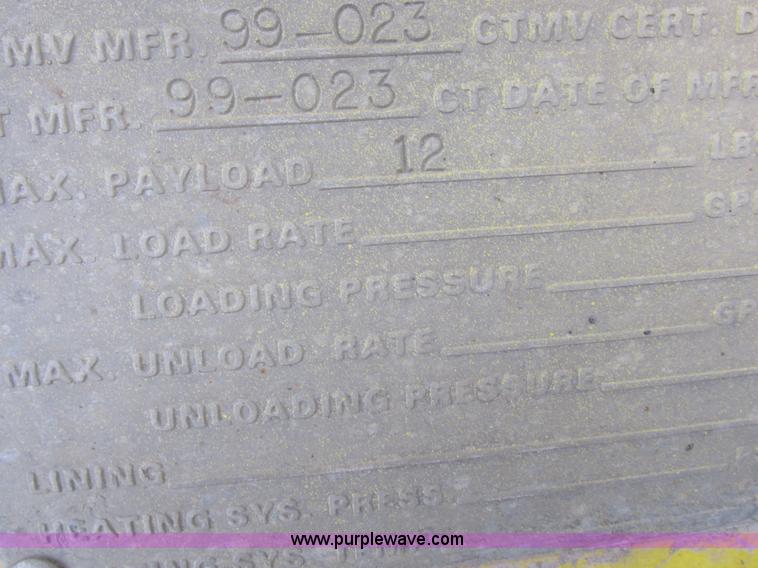 MV MFR. 99-023 CTMV CERT. D
T MFR. 99-023 CT DATE OF MFR
AX. PAYLOAD 12 LBS
MAX. LOAD RATE GP
LOADING PRESSURE
MAX. UNLOAD RATE GP
UNLOADING PRESSURE
LINING
HEATING SYS. PRESS.
www.purplewave.com